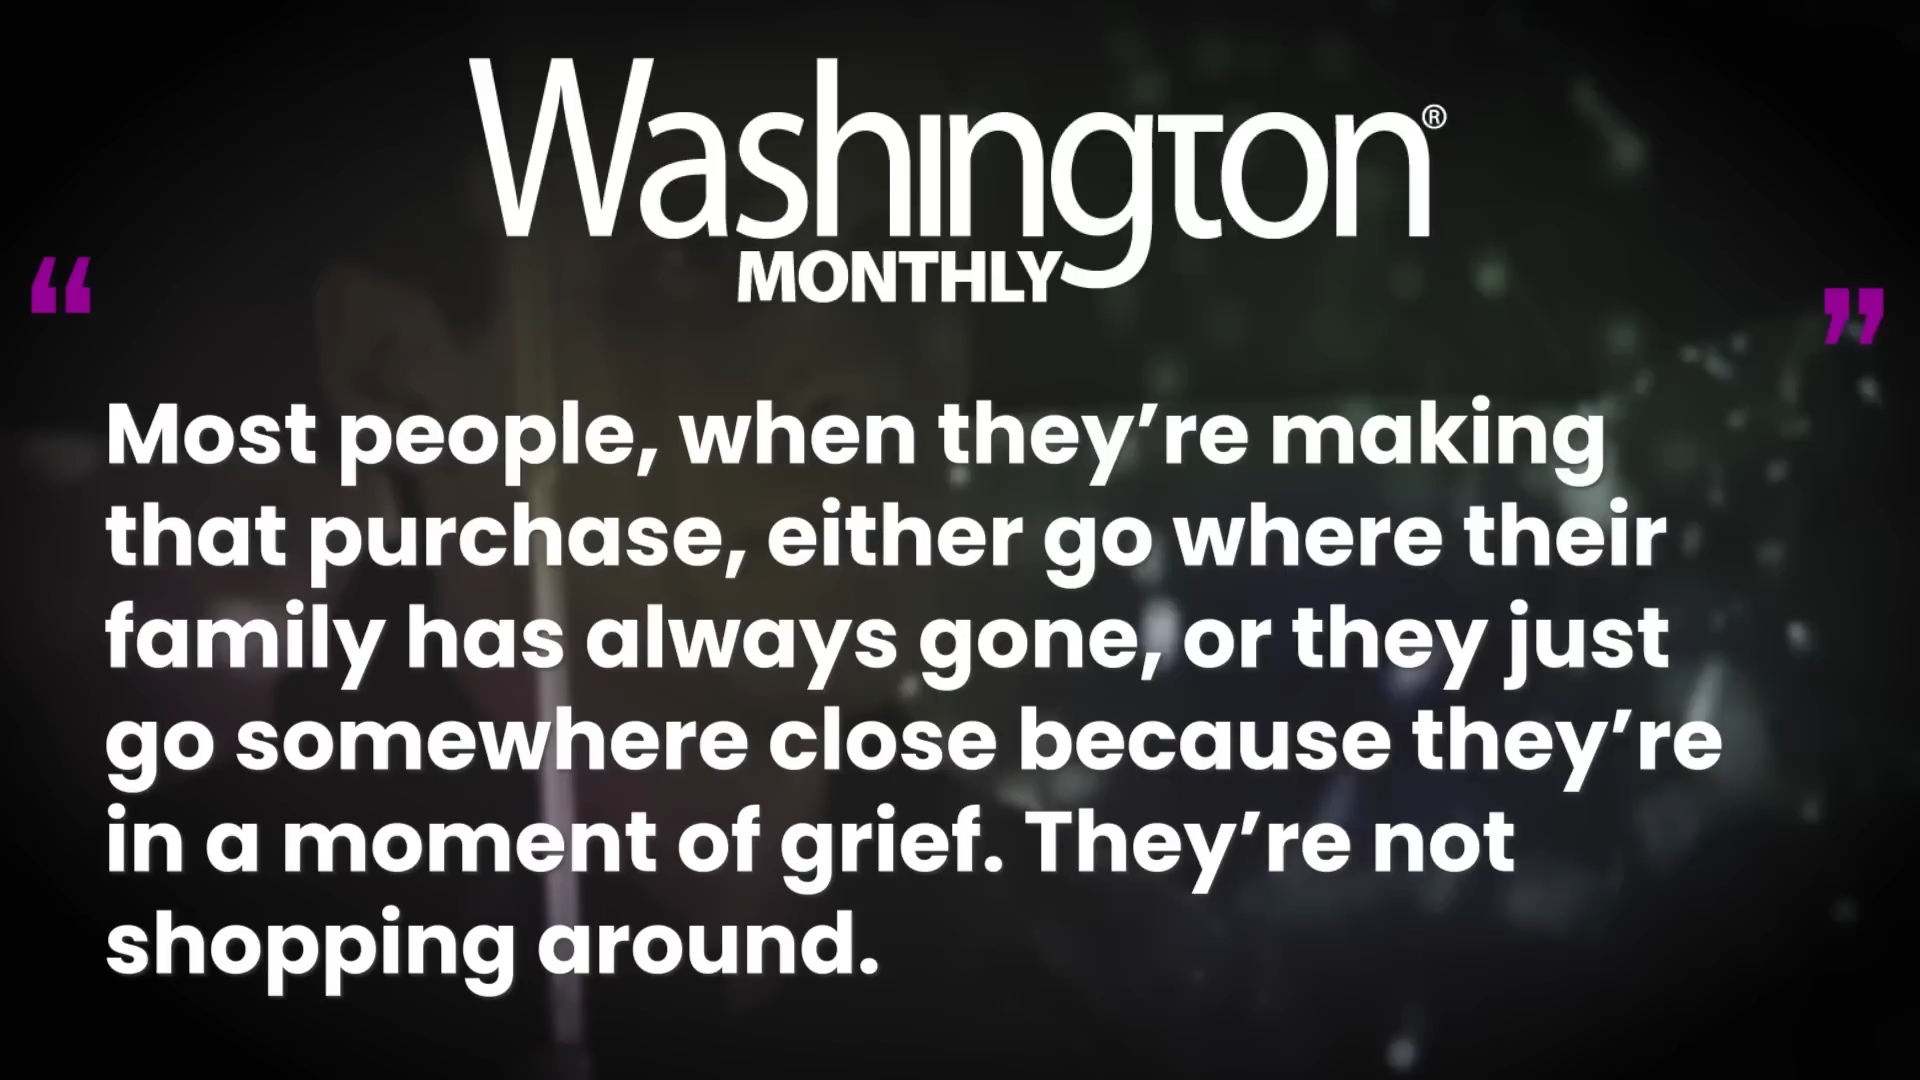 Washington®
MONTHLY
“ ”
Most people, when they’re making
that purchase, either go where their
family has always gone, or they just
go somewhere close because they’re
in a moment of grief. They’re not
shopping around.